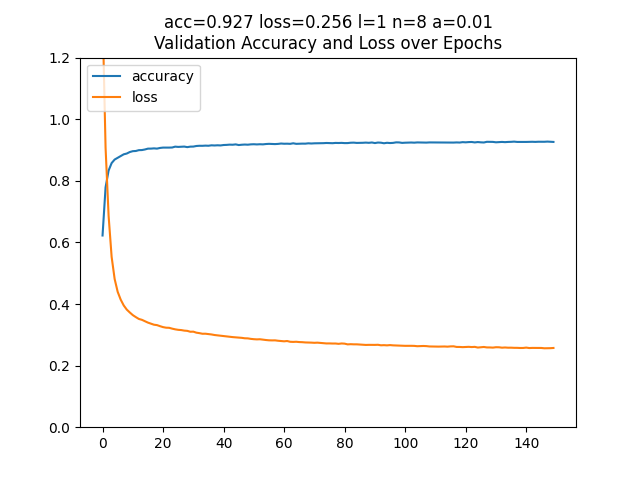 acc=0.927 loss=0.256 l=1 n=8 a=0.01
Validation Accuracy and Loss over Epochs
accuracy
loss
1.2
1.0
0.8
0.6
0.4
0.2
0.0
0 20 40 60 80 100 120 140